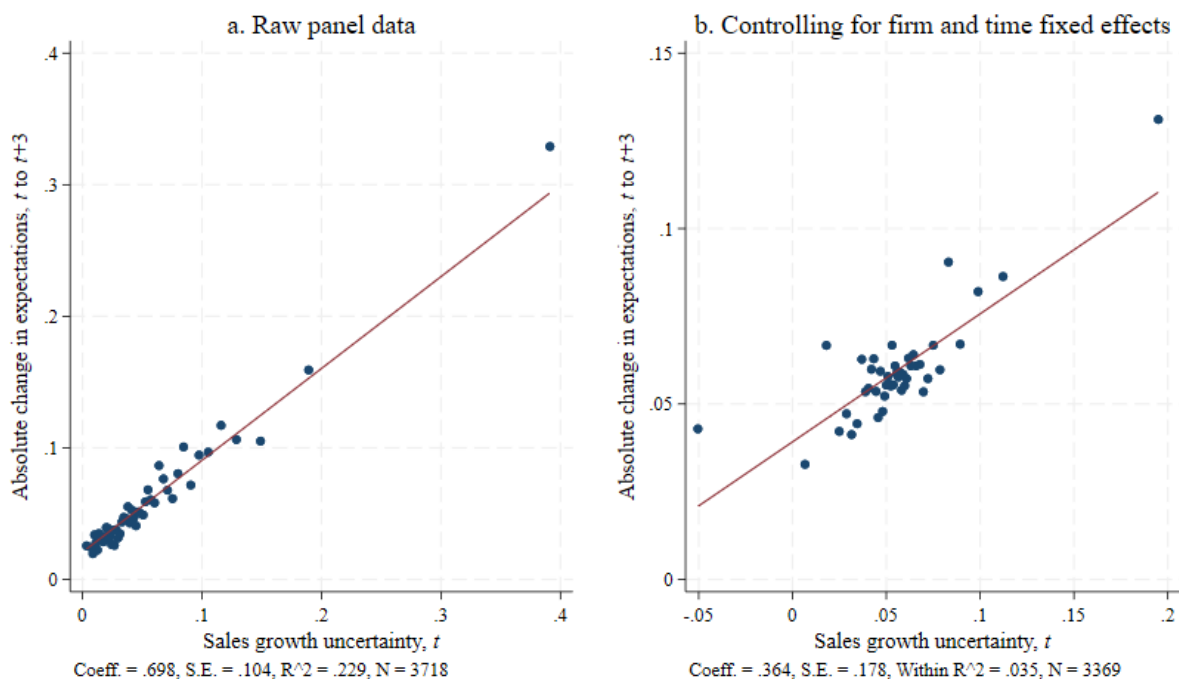 a. Raw panel data
.4
.3
.2
.1
0
Absolute change in expectations, t to t+3
0 .1 .2 .3 .4
Sales growth uncertainty, t
Coeff. = .698, S.E. = .104, R^2 = .229, N = 3718
b. Controlling for firm and time fixed effects
.15
.1
.05
0
Absolute change in expectations, t to t+3
-.05 0 .05 .1 .15 .2
Sales growth uncertainty, t
Coeff. = .364, S.E. = .178, Within R^2 = .035, N = 3369